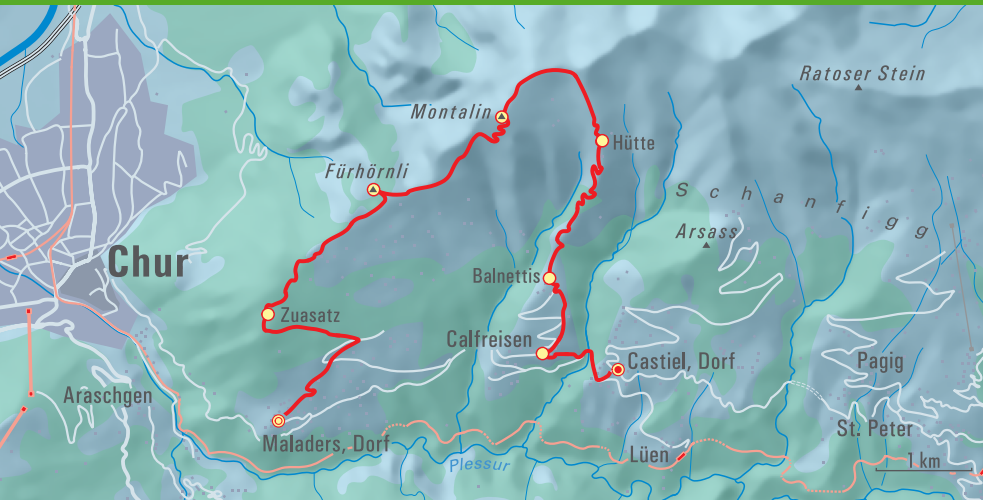 Ratoser Stein
Montalin
Hütte
Fürhörnli
Schanfigg
Arsass
Chur
Balnettis
Zuasatz
Calfreisen
Castiel, Dorf
Pagig
Araschgen
St. Peter
Maladers, Dorf
Lüen
Plessur
1 km